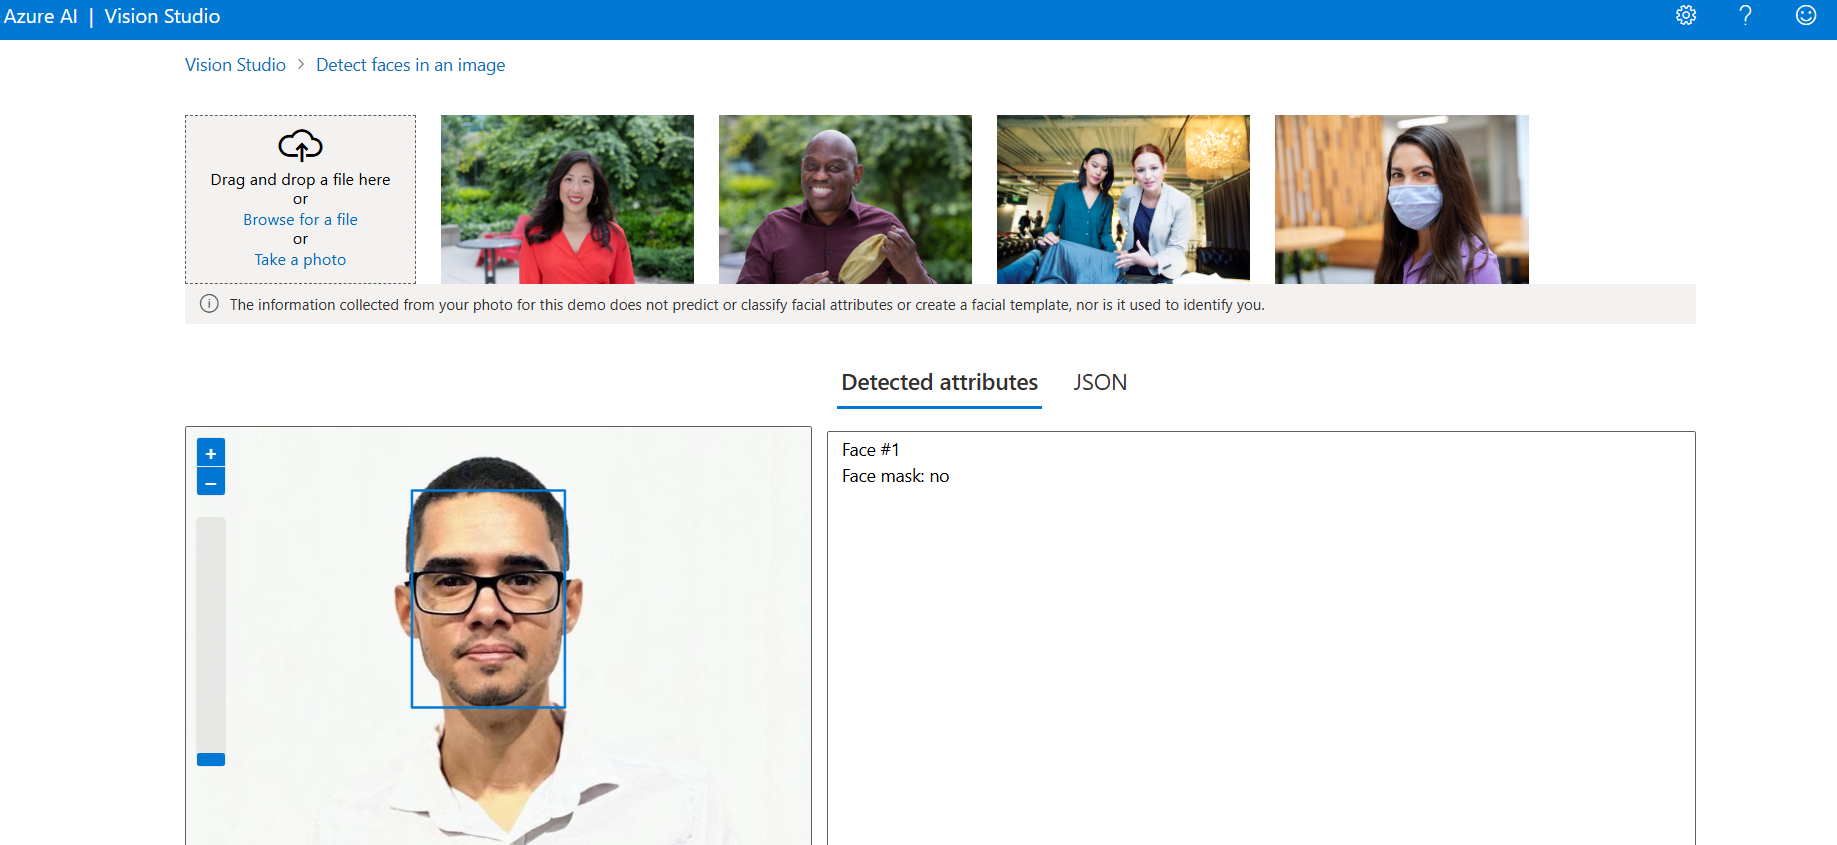 Azure AI | Vision Studio
Vision Studio > Detect faces in an image
Drag and drop a file here
or
Browse for a file
or
Take a photo
The information collected from your photo for this demo does not predict or classify facial attributes or create a facial template, nor is it used to identify you.
Detected attributes JSON
+
−
Face #1
Face mask: no